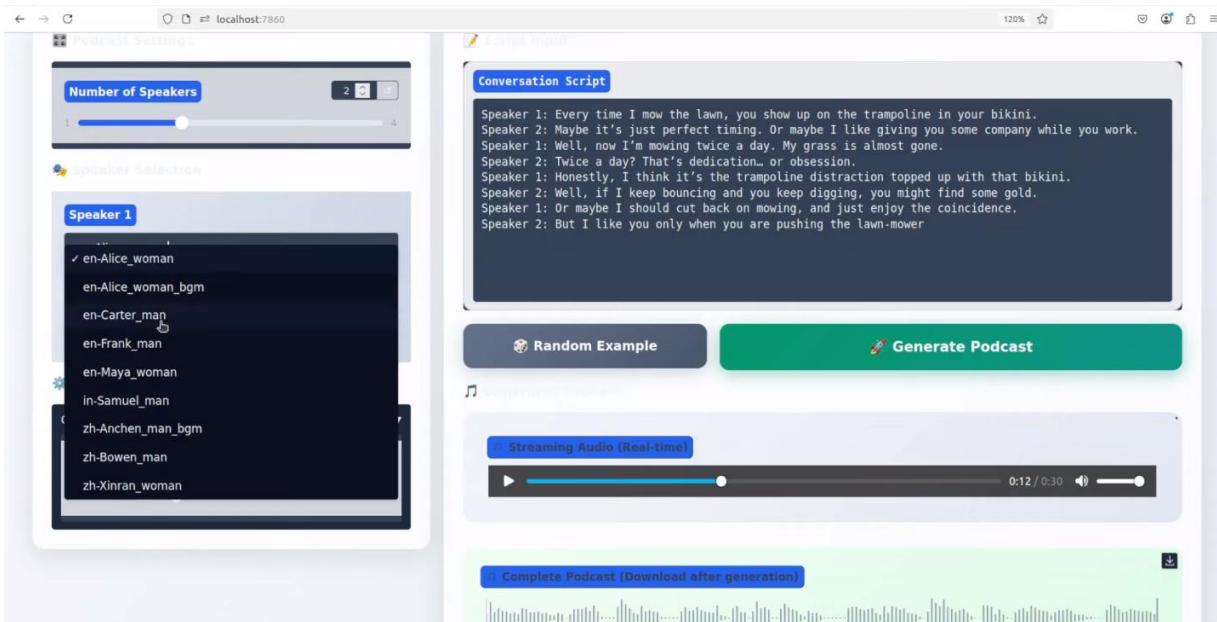 localhost:7860
120%
Podcast Settings
Number of Speakers
2
1
4
Speaker Selection
Speaker 1
✓ en-Alice_woman
en-Alice_woman_bgm
en-Carter_man
en-Frank_man
en-Maya_woman
in-Samuel_man
zh-Anchen_man_bgm
zh-Bowen_man
zh-Xinran_woman
Script Input
Conversation Script
Speaker 1: Every time I mow the lawn, you show up on the trampoline in your bikini.
Speaker 2: Maybe it's just perfect timing. Or maybe I like giving you some company while you work.
Speaker 1: Well, now I'm mowing twice a day. My grass is almost gone.
Speaker 2: Twice a day? That's dedication… or obsession.
Speaker 1: Honestly, I think it's the trampoline distraction topped up with that bikini.
Speaker 2: Well, if I keep bouncing and you keep digging, you might find some gold.
Speaker 1: Or maybe I should cut back on mowing, and just enjoy the coincidence.
Speaker 2: But I like you only when you are pushing the lawn-mower
Random Example
Generate Podcast
Streaming Audio (Real-time)
0:12 / 0:30
Complete Podcast (Download after generation)